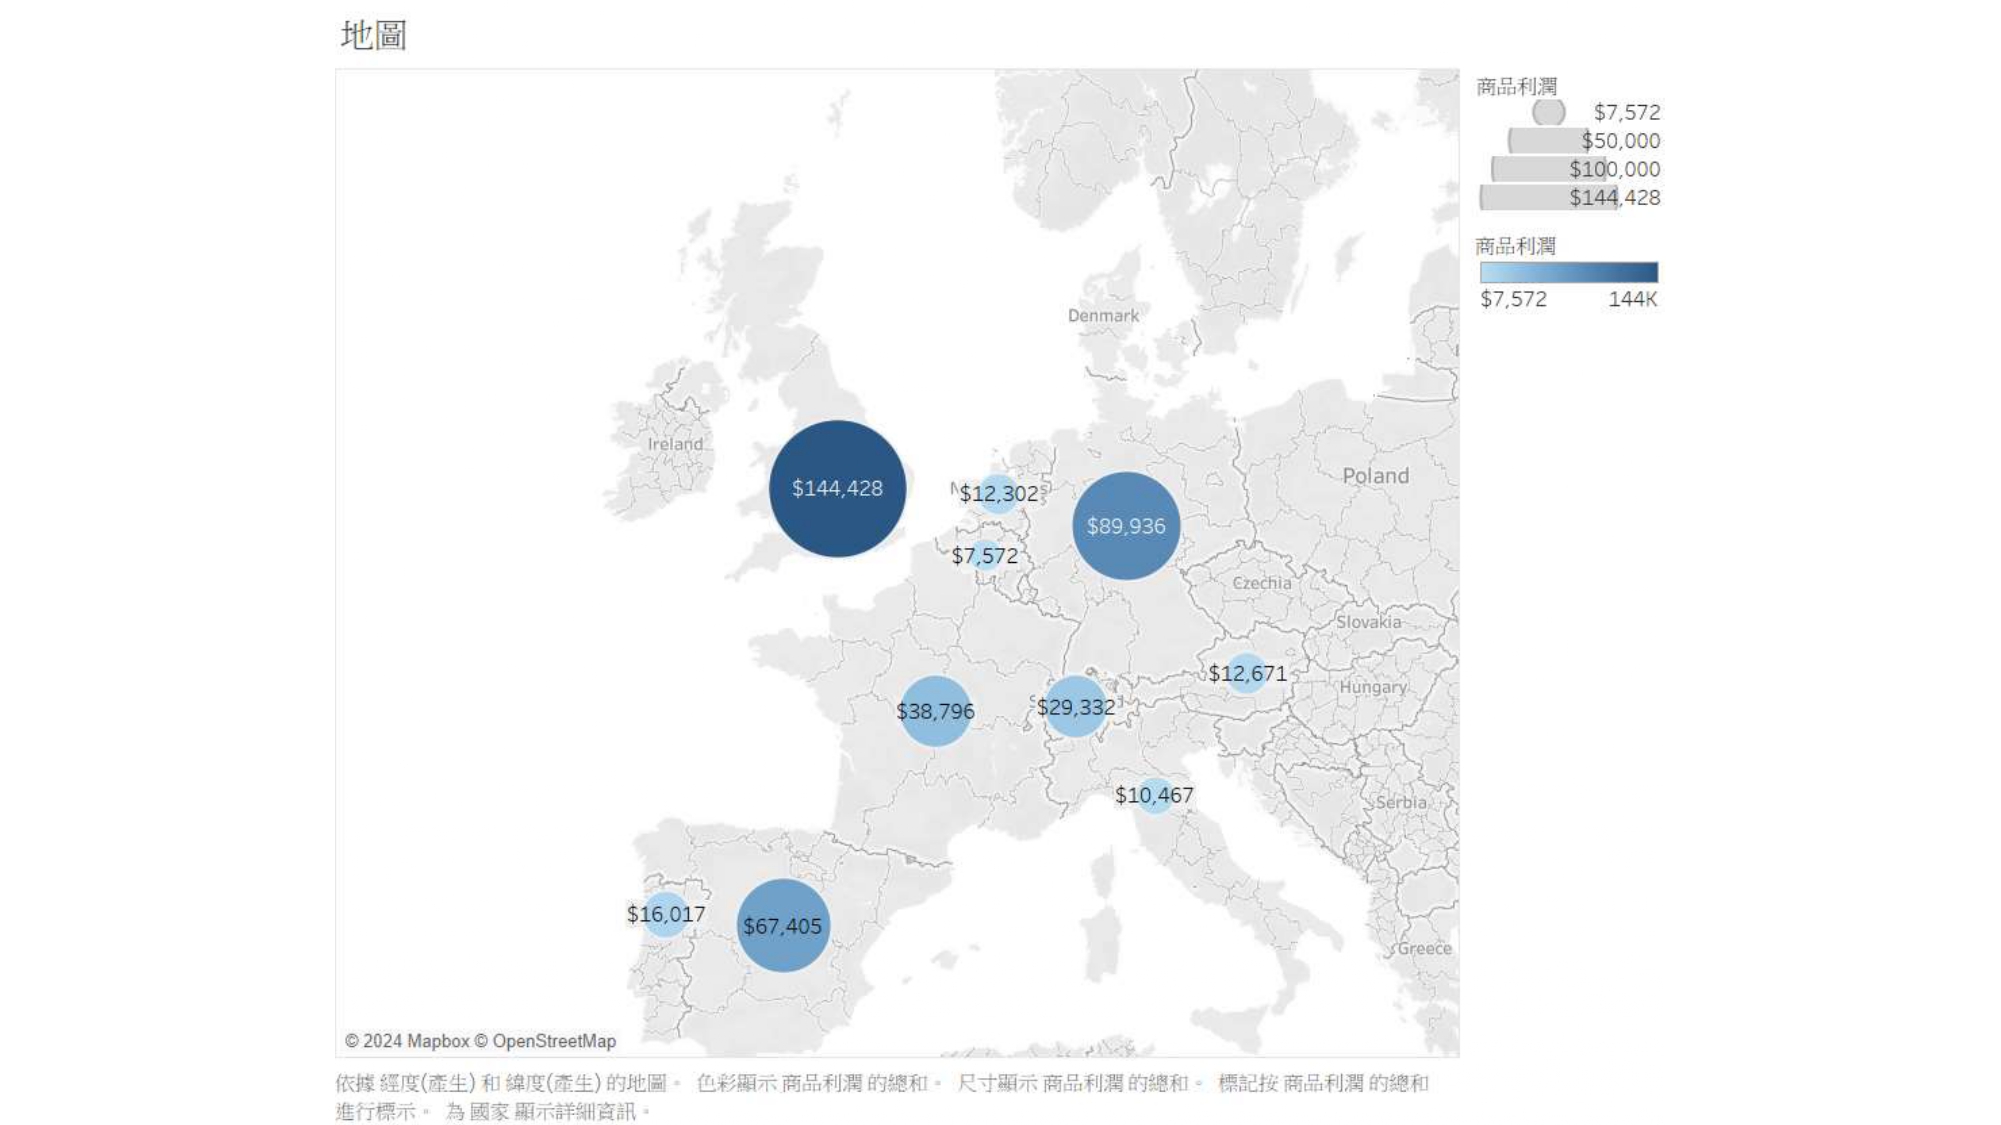 地圖
商品利潤
$7,572
$50,000
$100,000
$144,428
商品利潤
$7,572 144K
Denmark
Ireland
Poland
$144,428
$12,302
$89,936
$7,572
Czechia
Slovakia
$12,671
Hungary
$38,796
$29,332
$10,467
Serbia
$16,017
$67,405
Greece
© 2024 Mapbox © OpenStreetMap
依據 經度(產生) 和 緯度(產生) 的地圖。 色彩顯示 商品利潤 的總和。 尺寸顯示 商品利潤 的總和。 標記按 商品利潤 的總和
進行標示。 為 國家 顯示詳細資訊。